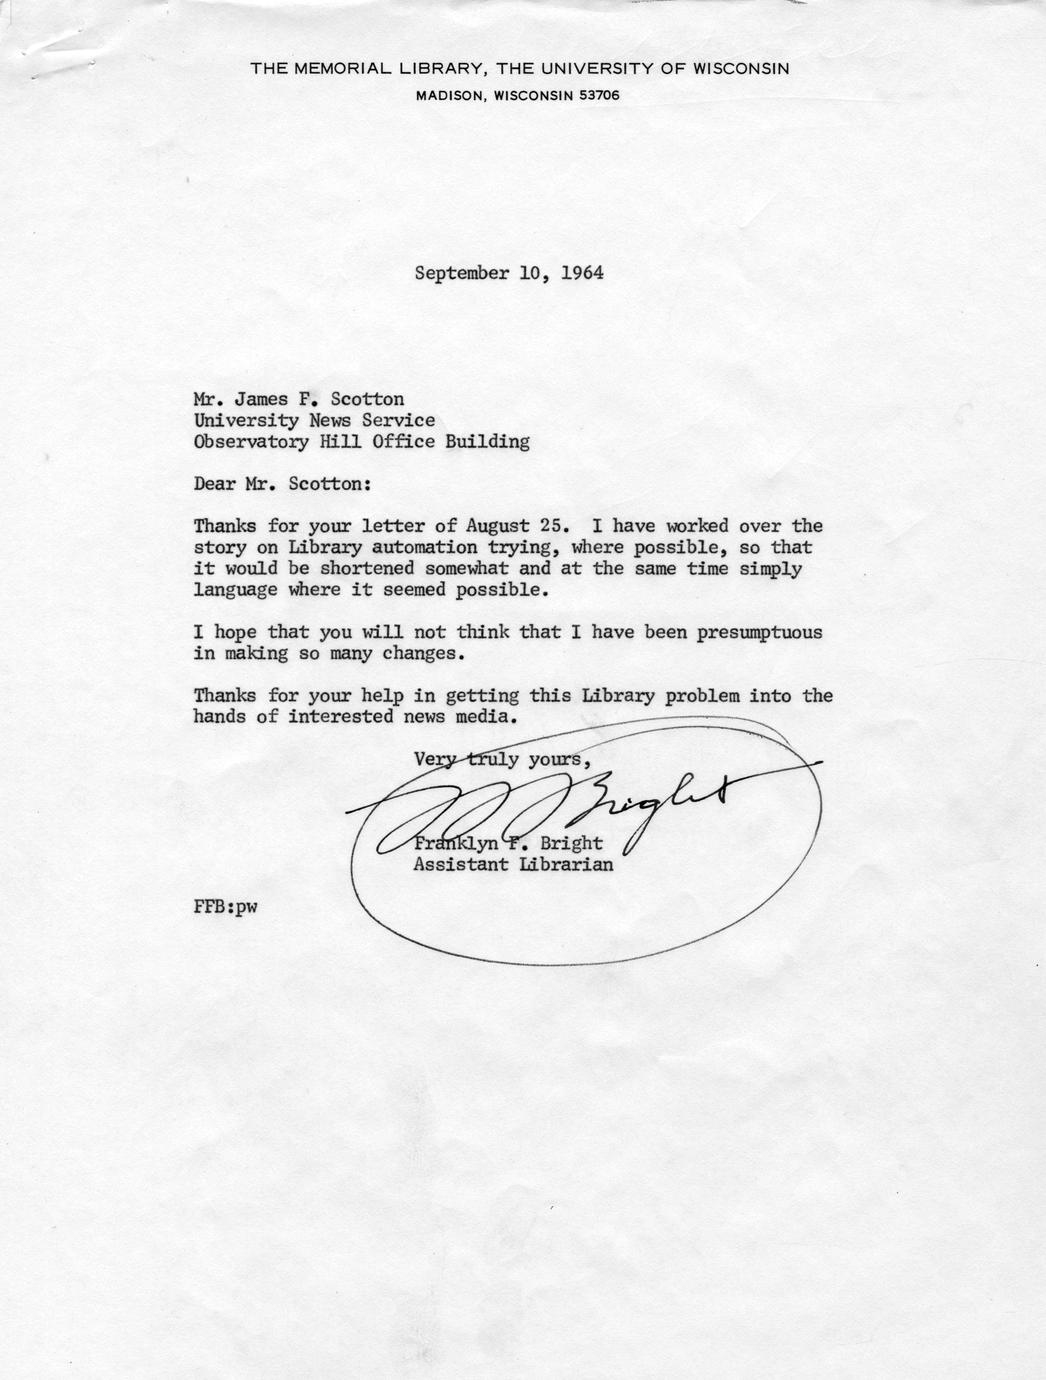 THE MEMORIAL LIBRARY, THE UNIVERSITY OF WISCONSIN
MADISON, WISCONSIN 53706
September 10, 1964
Mr. James F. Scotton
University News Service
Observatory Hill Office Building
Dear Mr. Scotton:
Thanks for your letter of August 25. I have worked over the
story on Library automation trying, where possible, so that
it would be shortened somewhat and at the same time simply
language where it seemed possible.
I hope that you will not think that I have been presumptuous
in making so many changes.
Thanks for your help in getting this Library problem into the
hands of interested news media.
Very truly yours,
Bright
Franklyn F. Bright
Assistant Librarian
FFB:pw